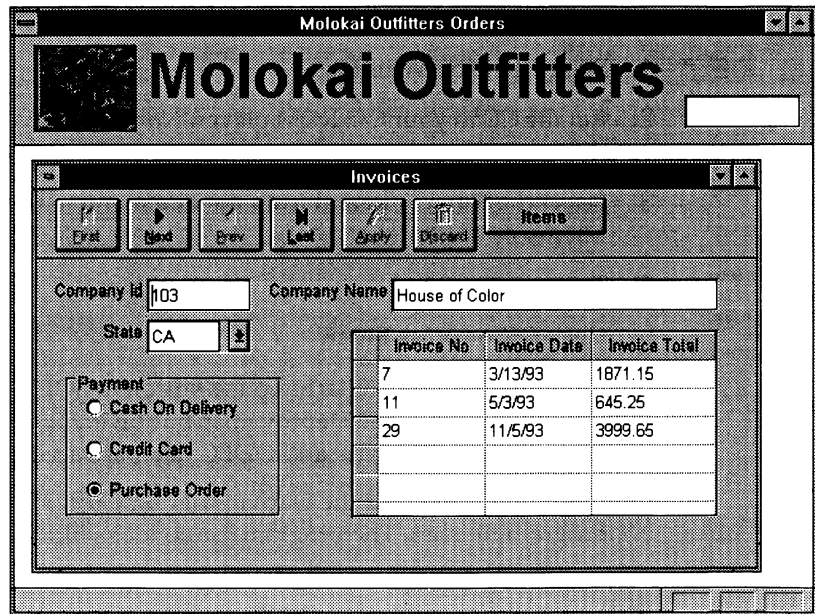 Molokai Outfitters Orders
Molokai Outfitters
Invoices
First Next Prev Last Apply Discard Items
Company Id 103 Company Name House of Color
State CA
Invoice No Invoice Date Invoice Total
7 3/13/93 1871.15
11 5/3/93 645.25
29 11/5/93 3999.65
Payment
Cash On Delivery
Credit Card
Purchase Order